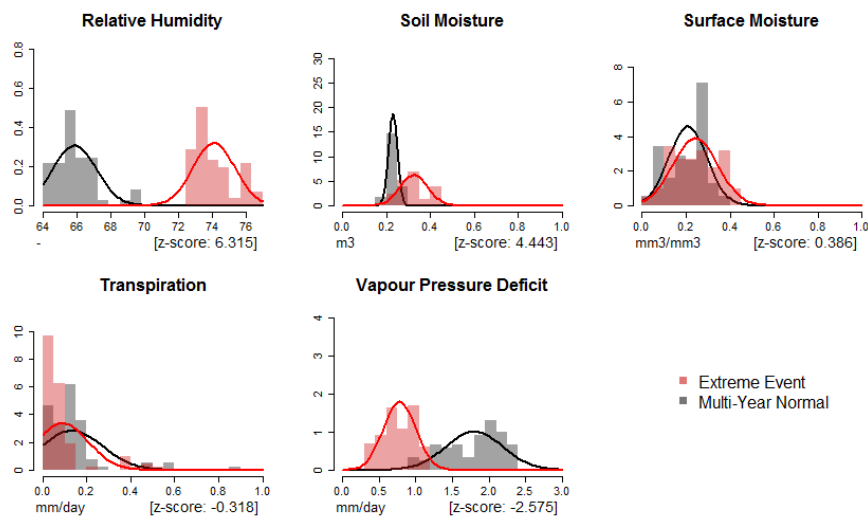 Relative Humidity
0.0 0.2 0.4 0.6 0.8
64 66 68 70 72 74 76
- [z-score: 6.315]
Soil Moisture
0 5 10 15 20 25 30
0.0 0.2 0.4 0.6 0.8 1.0
m3 [z-score: 4.443]
Surface Moisture
0 2 4 6 8
0.0 0.2 0.4 0.6 0.8 1.0
mm3/mm3 [z-score: 0.386]
Transpiration
0 2 4 6 8 10
0.0 0.2 0.4 0.6 0.8 1.0
mm/day [z-score: -0.318]
Vapour Pressure Deficit
0 1 2 3 4
0.0 0.5 1.0 1.5 2.0 2.5 3.0
mm/day [z-score: -2.575]
Extreme Event
Multi-Year Normal